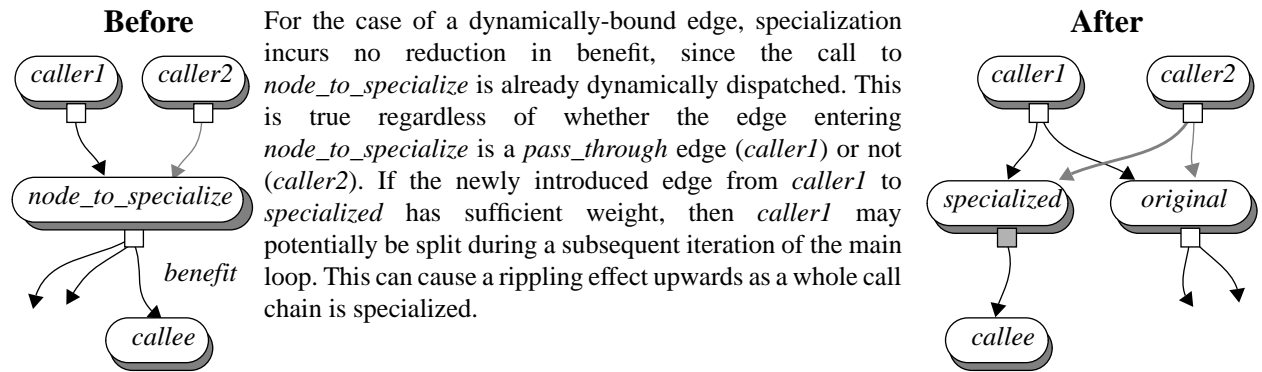 Before
caller1
caller2
node_to_specialize
benefit
callee
For the case of a dynamically-bound edge, specialization
incurs no reduction in benefit, since the call to
node_to_specialize is already dynamically dispatched. This
is true regardless of whether the edge entering
node_to_specialize is a pass_through edge (caller1) or not
(caller2). If the newly introduced edge from caller1 to
specialized has sufficient weight, then caller1 may
potentially be split during a subsequent iteration of the main
loop. This can cause a rippling effect upwards as a whole call
chain is specialized.
After
caller1
caller2
specialized
original
callee